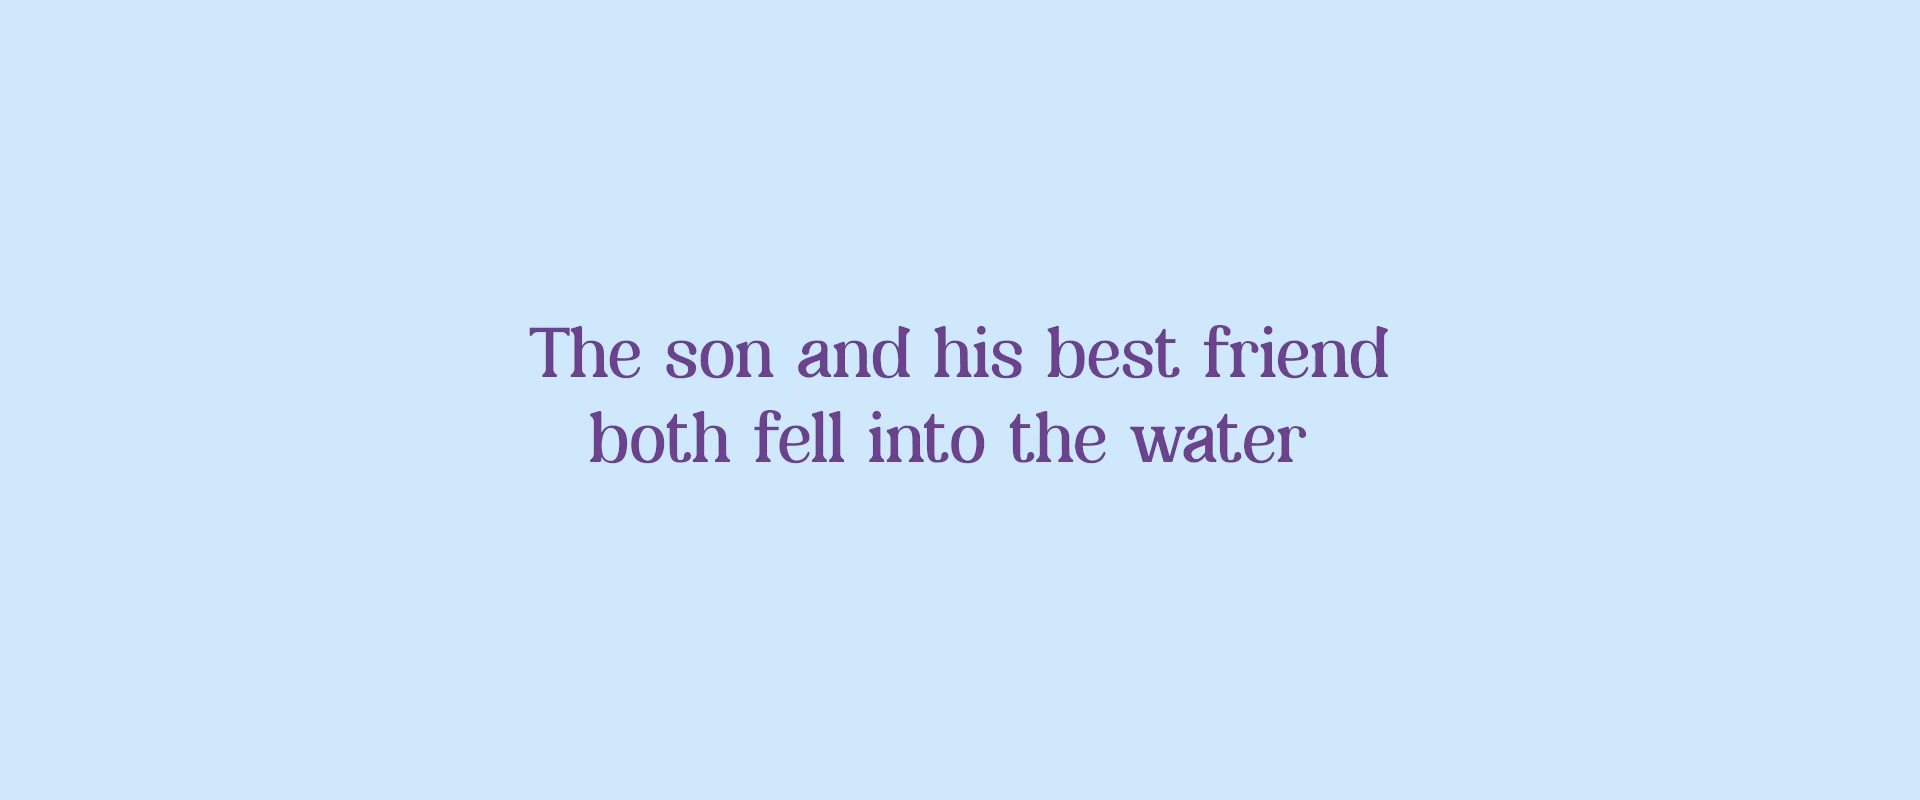 The son and his best friend
both fell into the water